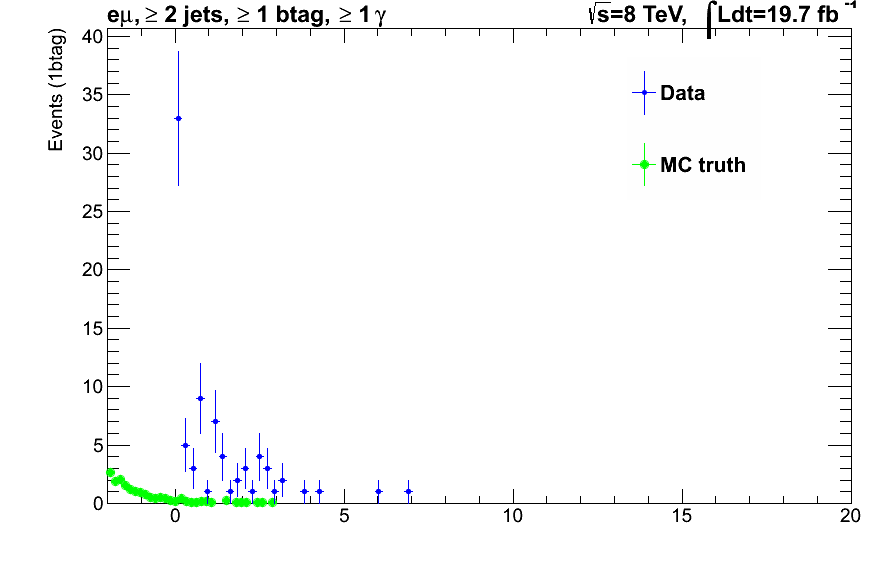 eμ, ≥ 2 jets, ≥ 1 btag, ≥ 1 γ
√s=8 TeV, ∫Ldt=19.7 fb⁻¹
Events (1btag)
40
35
30
25
20
15
10
5
0
Data
MC truth
0 5 10 15 20